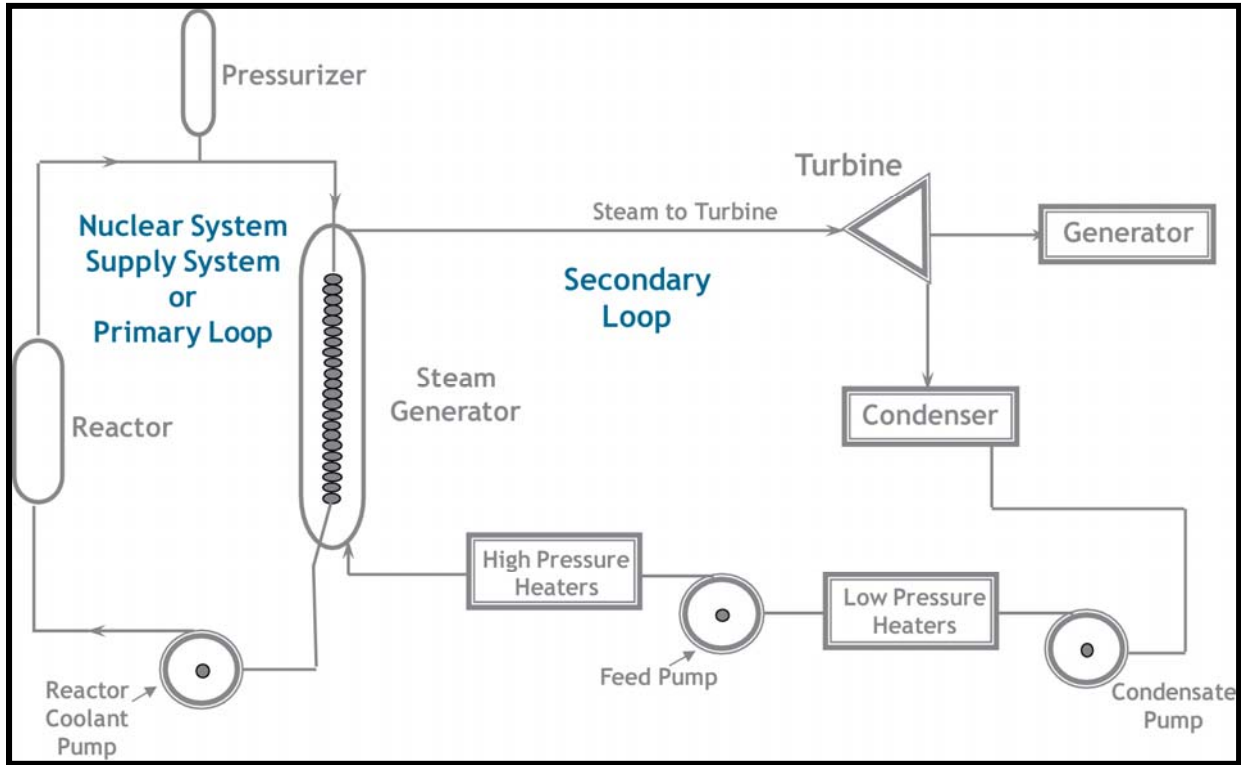 Pressurizer
Turbine
Nuclear System
Supply System
or
Primary Loop
Steam to Turbine
Generator
Secondary
Loop
Steam
Generator
Reactor
Condenser
High Pressure
Heaters
Low Pressure
Heaters
Feed Pump
Reactor
Coolant
Pump
Condensate
Pump